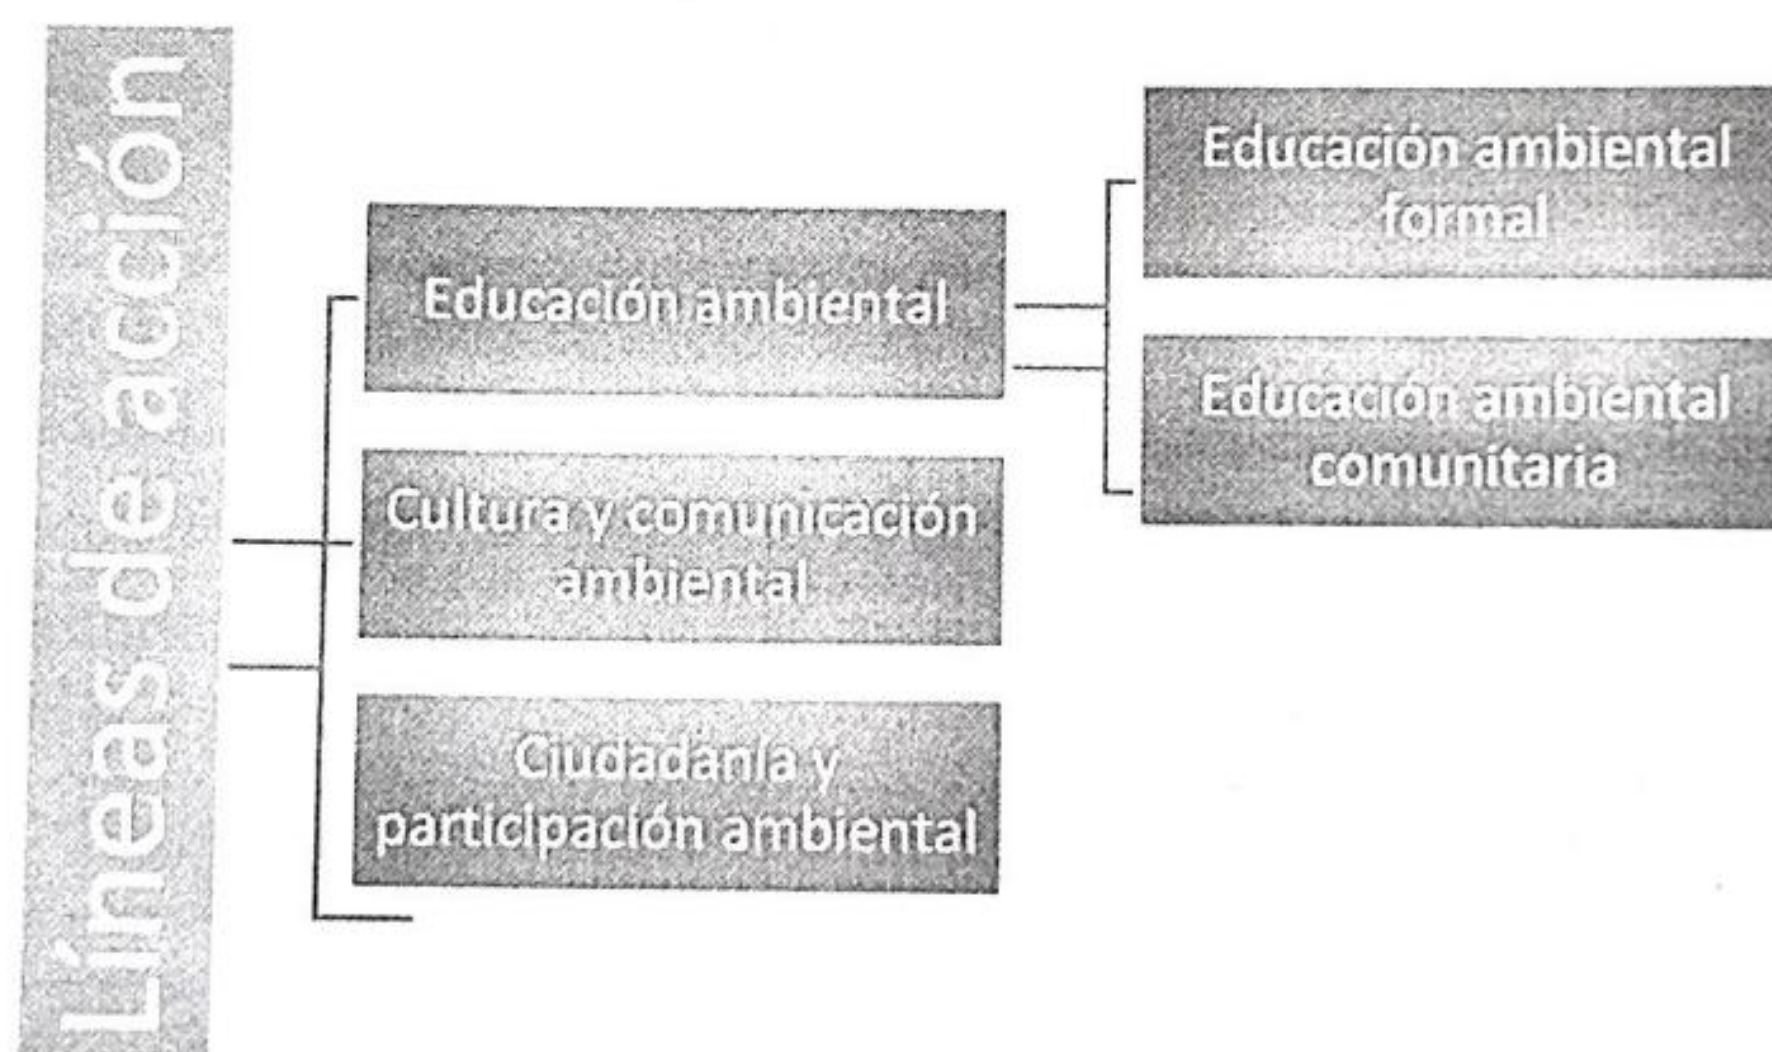 Líneas de acción
Educación ambiental
Cultura y comunicación
ambiental
Ciudadanía y
participación ambiental
Educación ambiental
formal
Educación ambiental
comunitaria